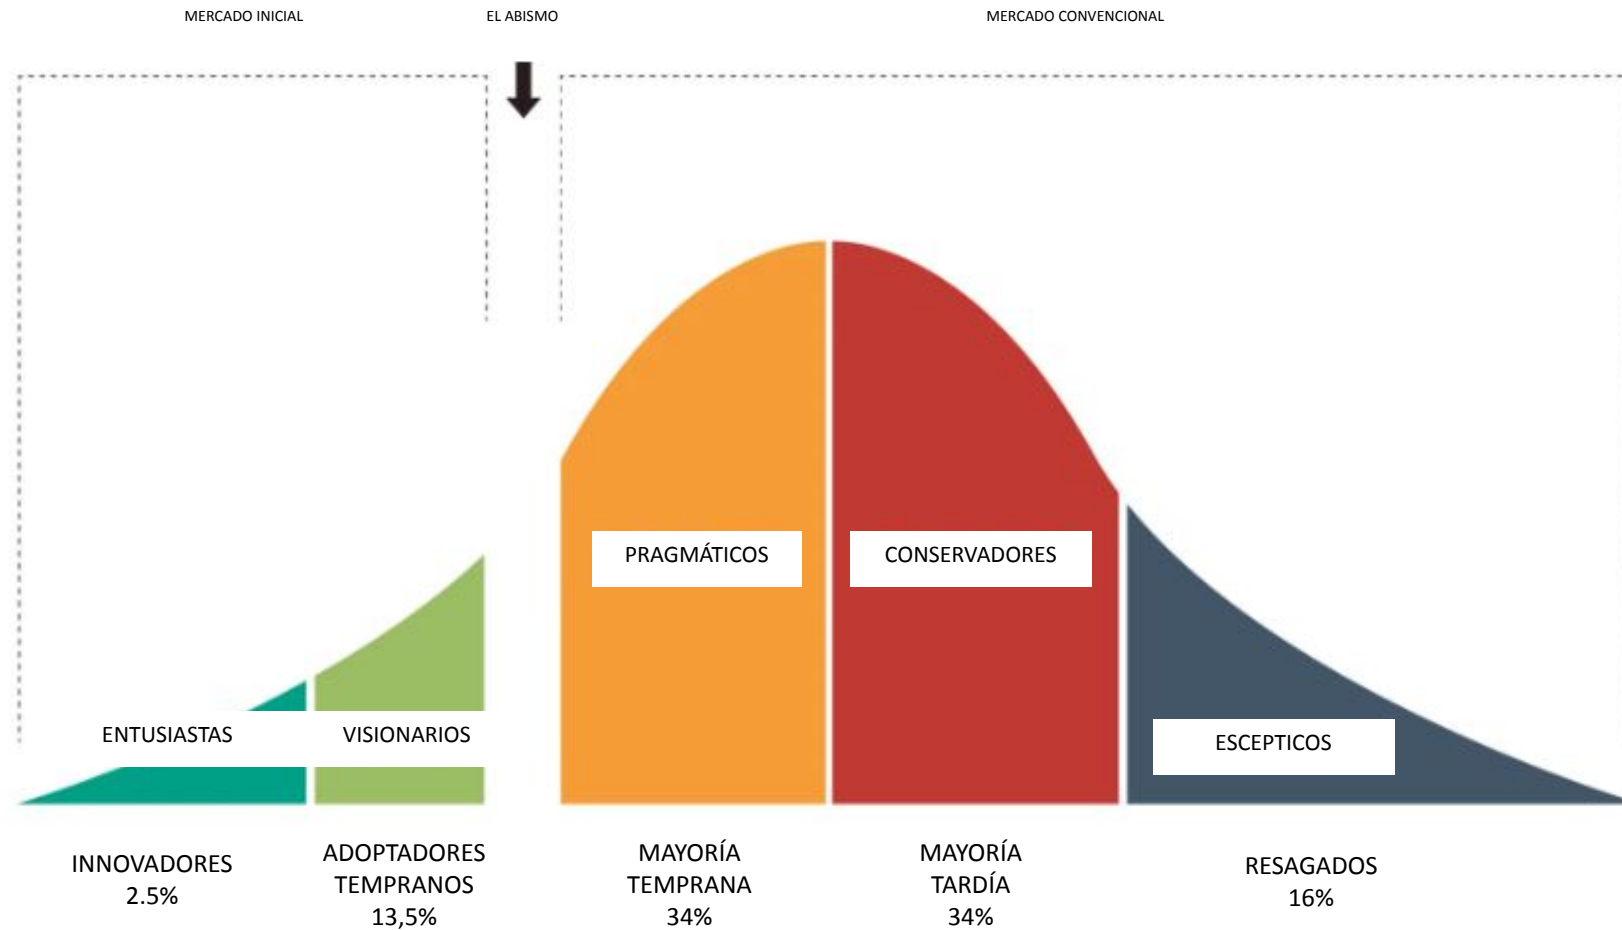 MERCADO INICIAL
EL ABISMO
MERCADO CONVENCIONAL
PRAGMÁTICOS
CONSERVADORES
ENTUSIASTAS
VISIONARIOS
ESCEPTICOS
INNOVADORES
2.5%
ADOPTADORES
TEMPRANOS
13,5%
MAYORÍA
TEMPRANA
34%
MAYORÍA
TARDÍA
34%
RESAGADOS
16%